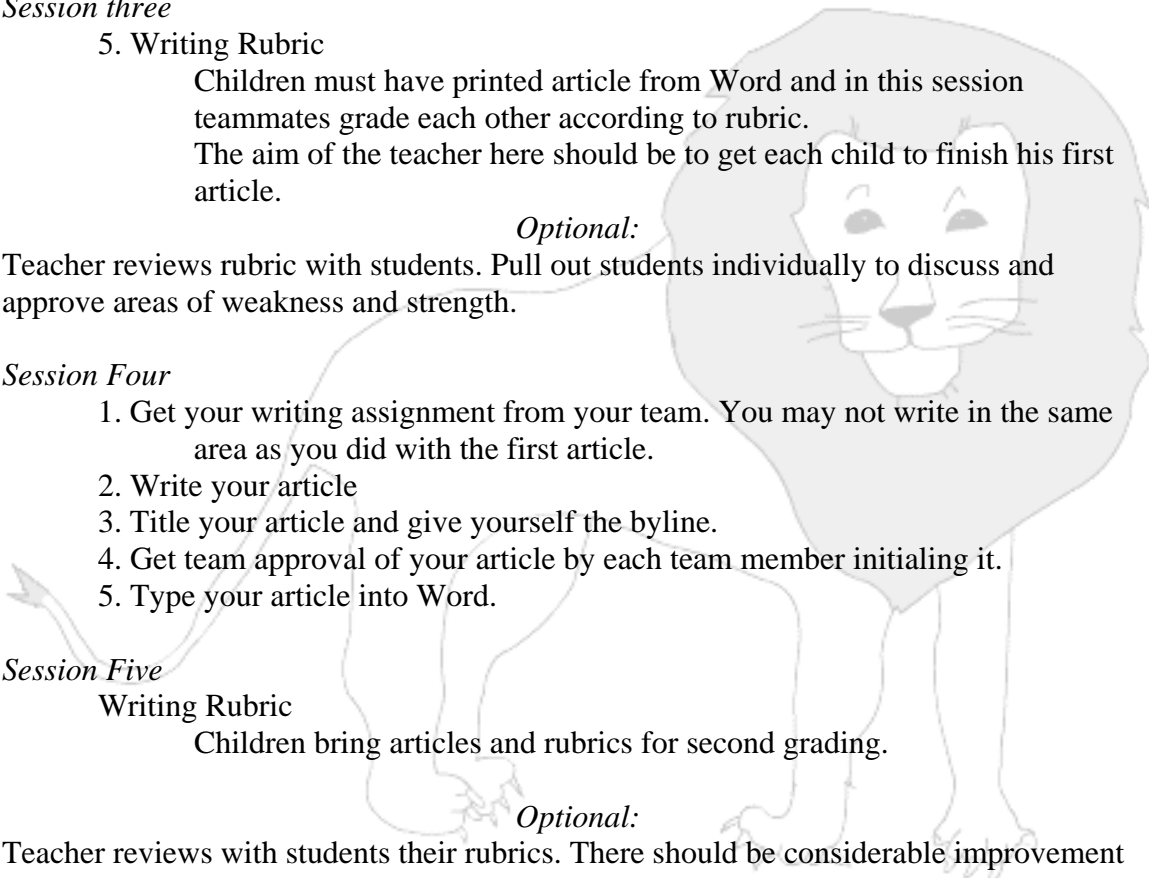 Session three
5. Writing Rubric
Children must have printed article from Word and in this session
teammates grade each other according to rubric.
The aim of the teacher here should be to get each child to finish his first
article.
Optional:
Teacher reviews rubric with students. Pull out students individually to discuss and
approve areas of weakness and strength.
Session Four
1. Get your writing assignment from your team. You may not write in the same
area as you did with the first article.
2. Write your article
3. Title your article and give yourself the byline.
4. Get team approval of your article by each team member initialing it.
5. Type your article into Word.
Session Five
Writing Rubric
Children bring articles and rubrics for second grading.
Optional:
Teacher reviews with students their rubrics. There should be considerable improvement